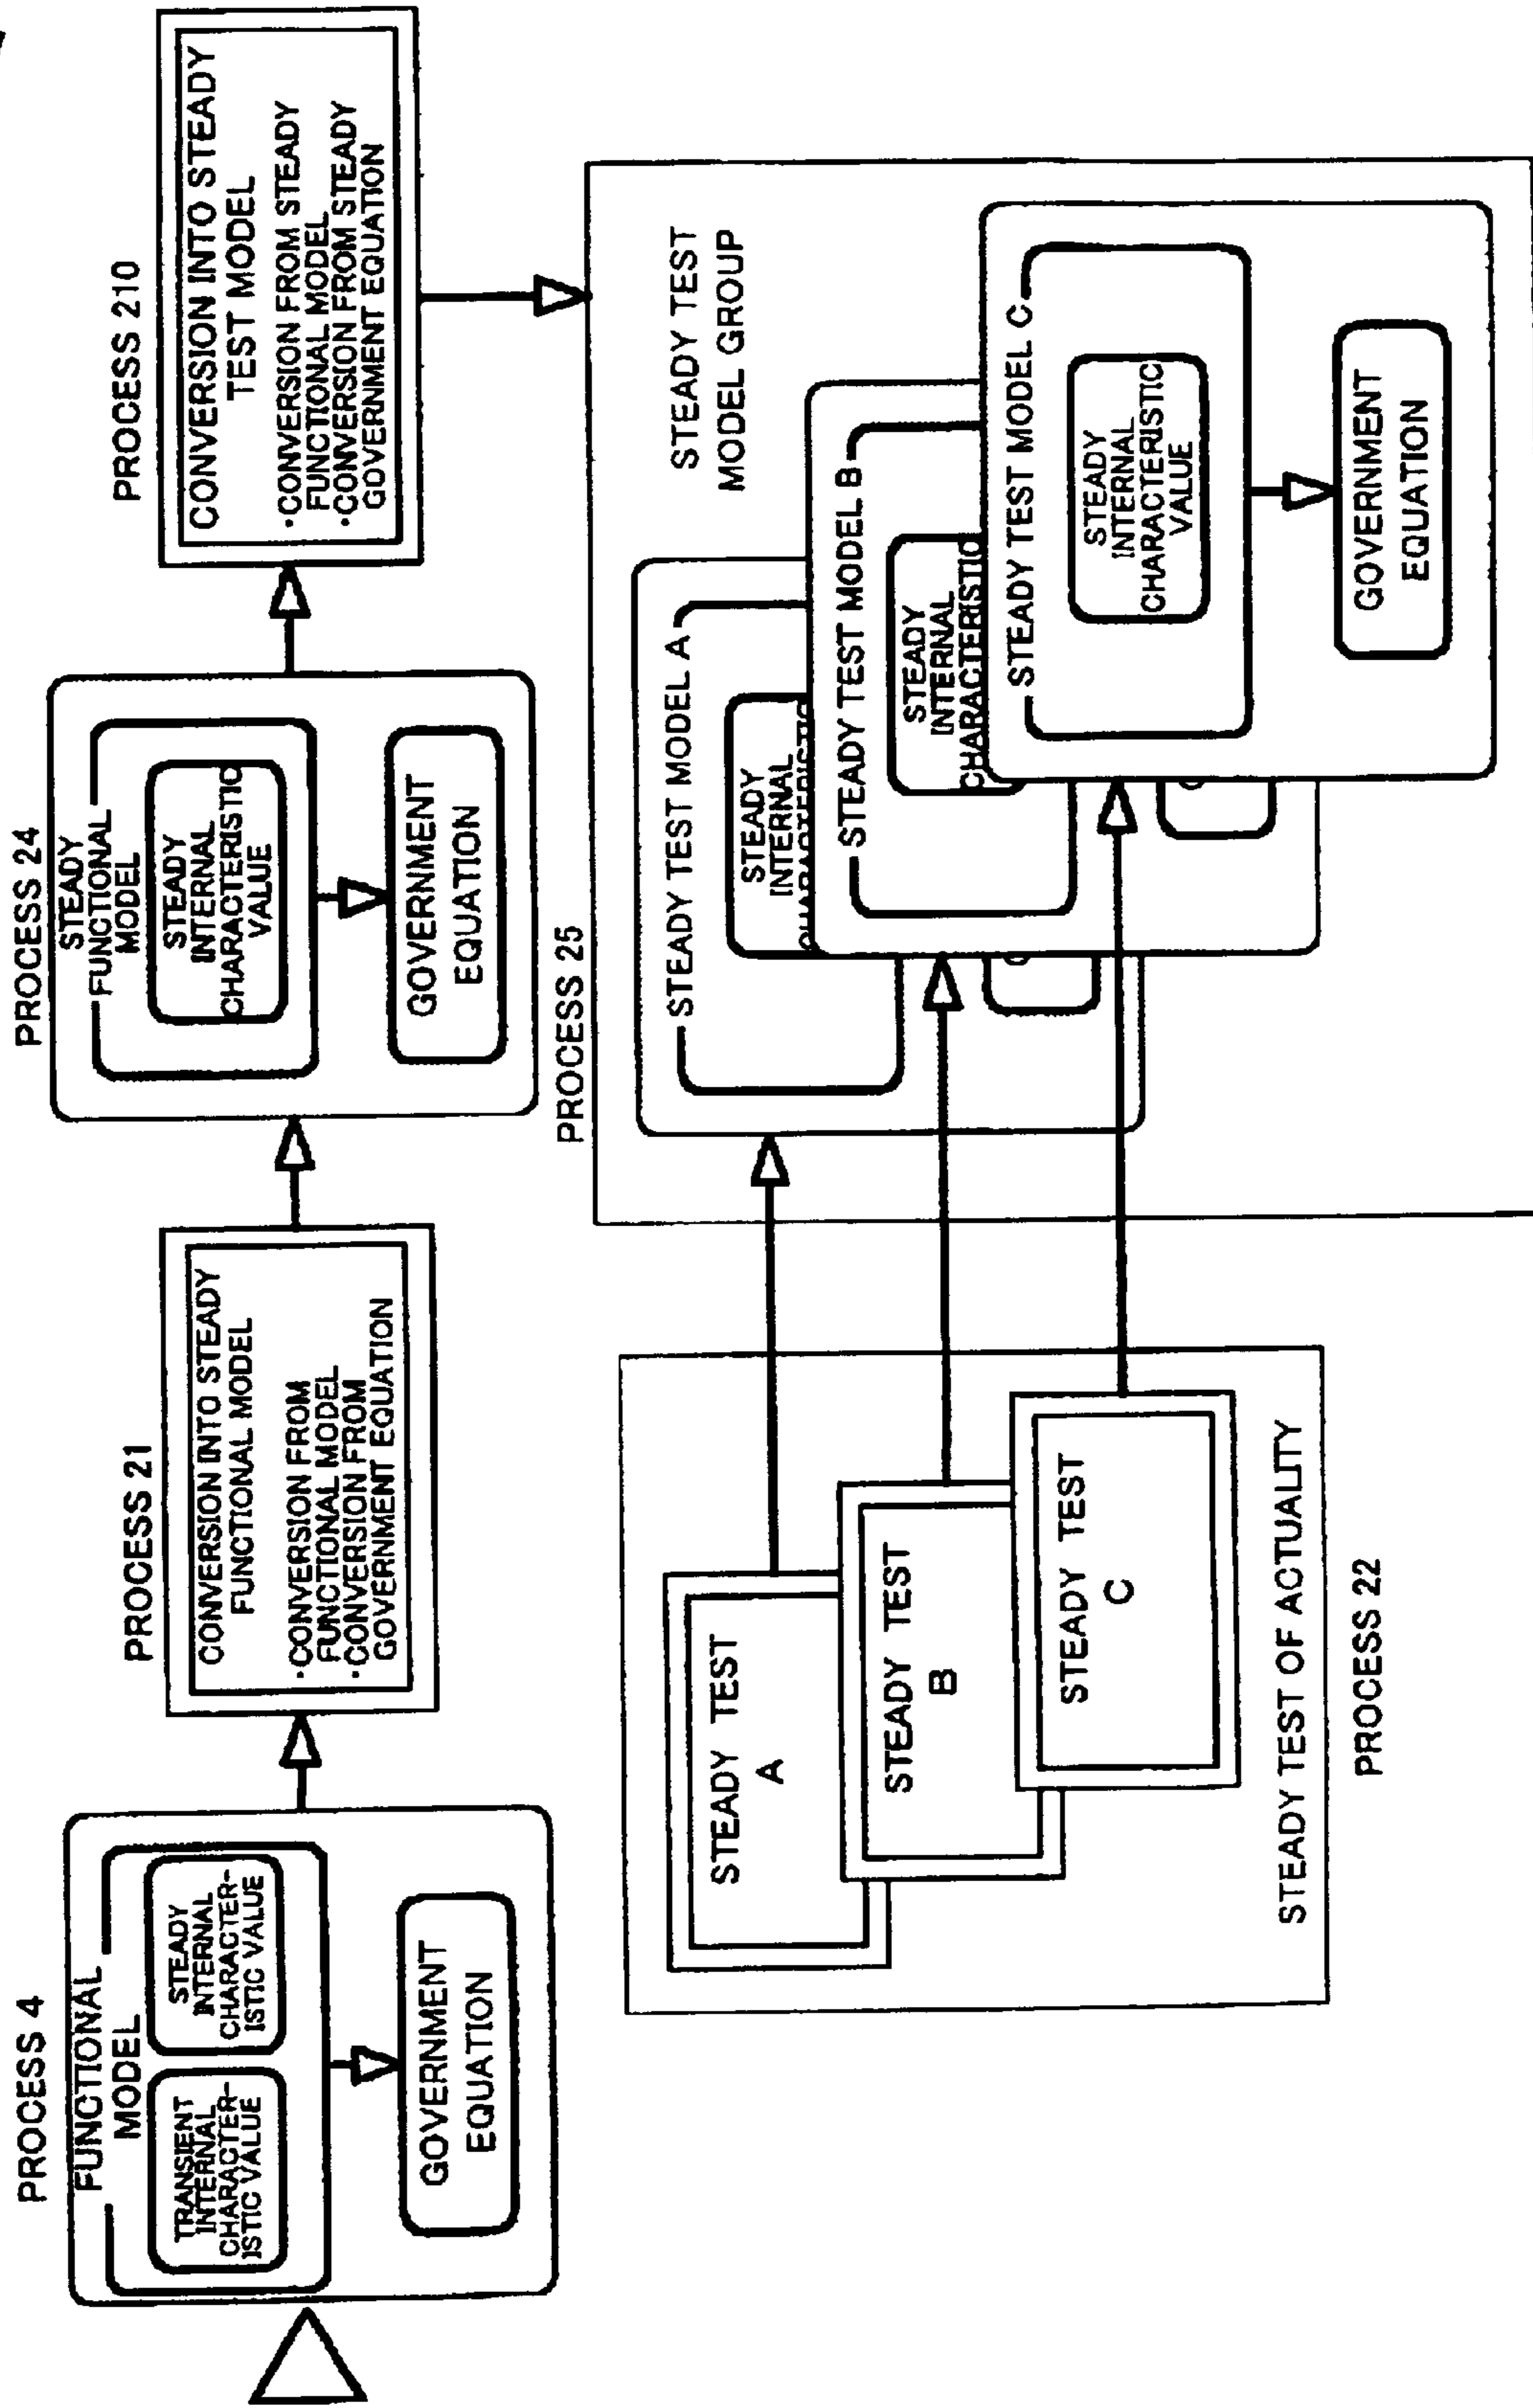 PROCESS 4
FUNCTIONAL
MODEL
TRANSIENT
INTERNAL
CHARACTER-
ISTIC VALUE
STEADY
INTERNAL
CHARACTER-
ISTIC VALUE
GOVERNMENT
EQUATION
PROCESS 21
CONVERSION INTO STEADY
FUNCTIONAL MODEL
·CONVERSION FROM
FUNCTIONAL MODEL
·CONVERSION FROM
GOVERNMENT EQUATION
PROCESS 24
STEADY
FUNCTIONAL
MODEL
STEADY
INTERNAL
CHARACTERISTIC
VALUE
GOVERNMENT
EQUATION
PROCESS 210
CONVERSION INTO STEADY
TEST MODEL
·CONVERSION FROM STEADY
FUNCTIONAL MODEL
·CONVERSION FROM STEADY
GOVERNMENT EQUATION
PROCESS 25
STEADY TEST
MODEL GROUP
STEADY TEST MODEL A
STEADY
INTERNAL
STEADY TEST MODEL B
STEADY
INTERNAL
CHARACTERISTIC
STEADY TEST MODEL C
STEADY
INTERNAL
CHARACTERISTIC
VALUE
GOVERNMENT
EQUATION
STEADY TEST
A
STEADY TEST
B
STEADY TEST
C
STEADY TEST OF ACTUALITY
PROCESS 22